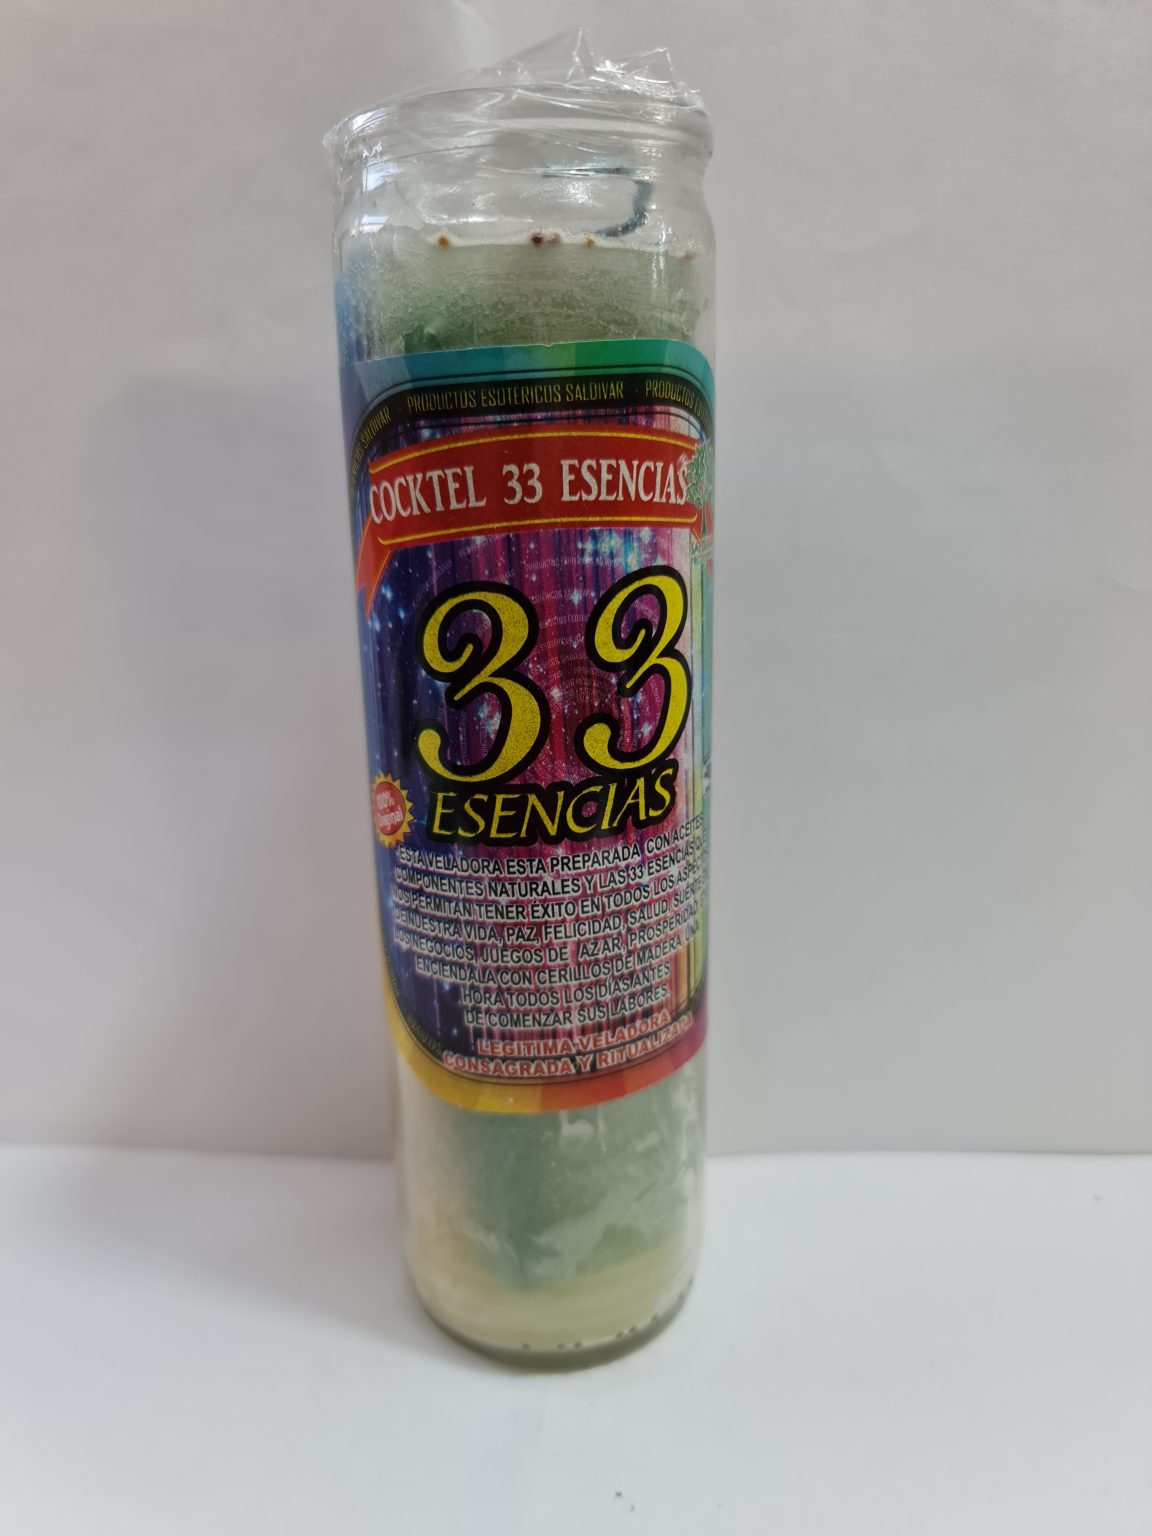 PRODUCTOS ESOTERICOS SALDIVAR
COCKTEL 33 ESENCIAS
33
ESENCIAS
100%
Original
ESTA VELADORA ESTA PREPARADA CON ACEITES
COMPONENTES NATURALES Y LAS 33 ESENCIAS
NOS PERMITAN TENER ÉXITO EN TODOS LOS
DE NUESTRA VIDA, PAZ, FELICIDAD, SALUD, SUERTE
LOS NEGOCIOS, JUEGOS DE AZAR, PROSPERIDAD,
ENCIENDALA CON CERILLOS DE MADERA UNA
HORA TODOS LOS DÍAS ANTES
DE COMENZAR SUS LABORES,
LEGITIMA VELADORA
CONSAGRADA Y RITUALIZADA